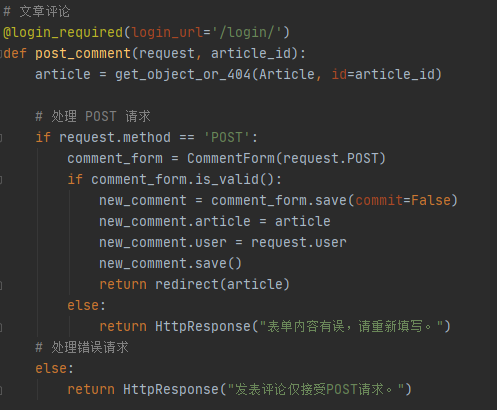 # 文章评论
@login_required(login_url='/login/')
def post_comment(request, article_id):
    article = get_object_or_404(Article, id=article_id)

    # 处理 POST 请求
    if request.method == 'POST':
        comment_form = CommentForm(request.POST)
        if comment_form.is_valid():
            new_comment = comment_form.save(commit=False)
            new_comment.article = article
            new_comment.user = request.user
            new_comment.save()
            return redirect(article)
        else:
            return HttpResponse("表单内容有误，请重新填写。")
    # 处理错误请求
    else:
        return HttpResponse("发表评论仅接受POST请求。")